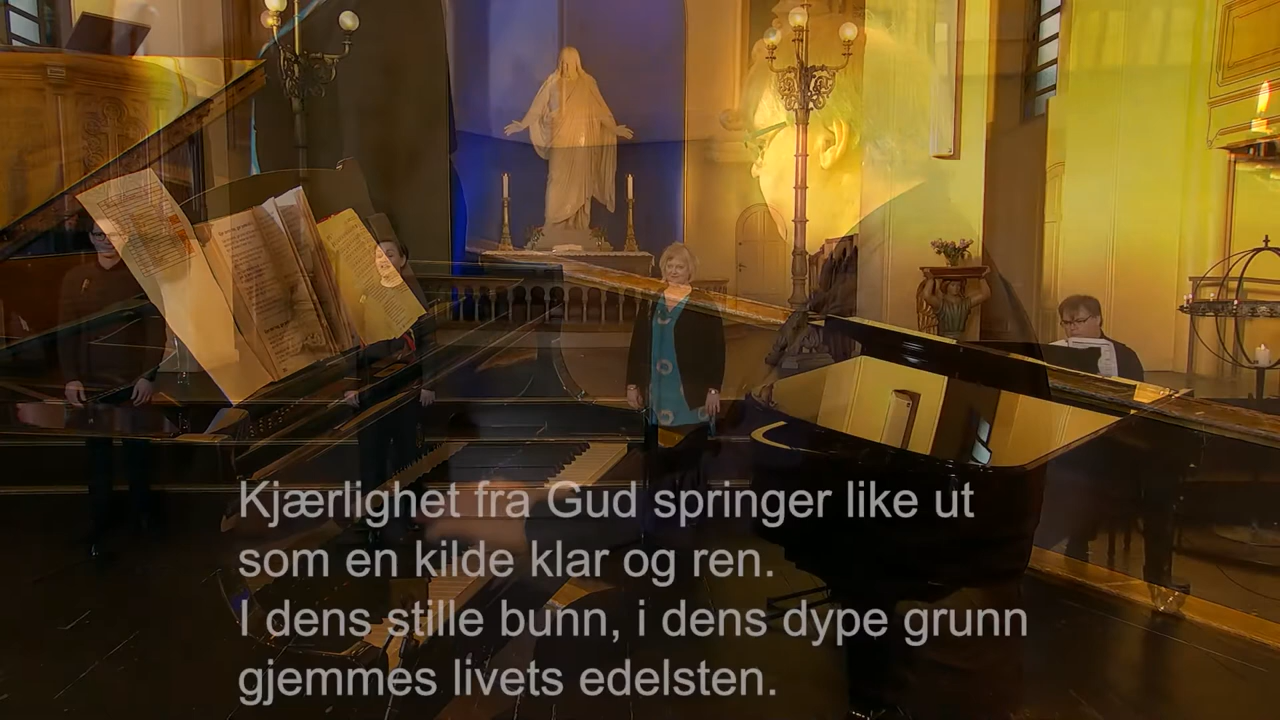 Kjærlighet fra Gud springer like ut
som en kilde klar og ren.
I dens stille bunn, i dens dype grunn
gjemmes livets edelsten.